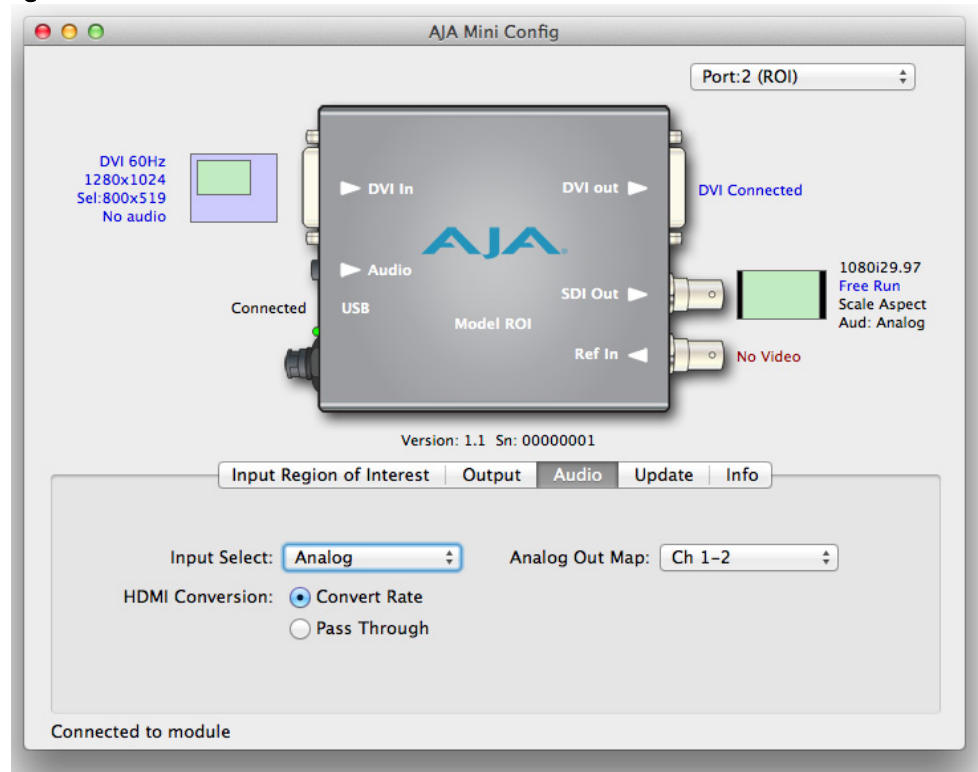 AJA Mini Config
Port:2 (ROI)
DVI 60Hz
1280x1024
Sel:800x519
No audio
DVI In
DVI out
DVI Connected
AJA
Audio
Connected
USB
Model ROI
SDI Out
1080i29.97
Free Run
Scale Aspect
Aud: Analog
Ref In
No Video
Version: 1.1 Sn: 00000001
Input Region of Interest
Output
Audio
Update
Info
Input Select: Analog
Analog Out Map: Ch 1-2
HDMI Conversion: Convert Rate
Pass Through
Connected to module